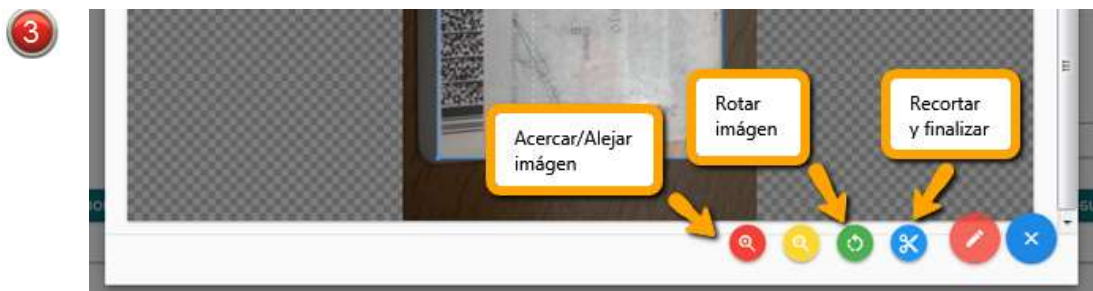 3
Acercar/Alejar
imágen
Rotar
imágen
Recortar
y finalizar